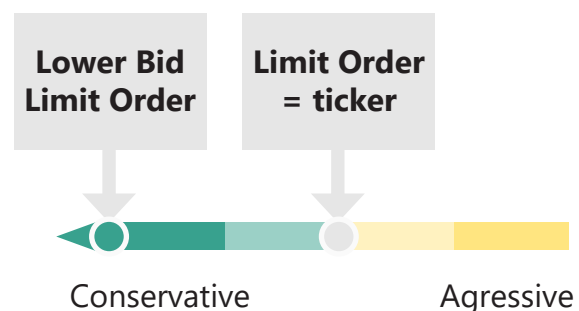 Lower Bid
Limit Order
Limit Order
= ticker
Conservative
Agressive